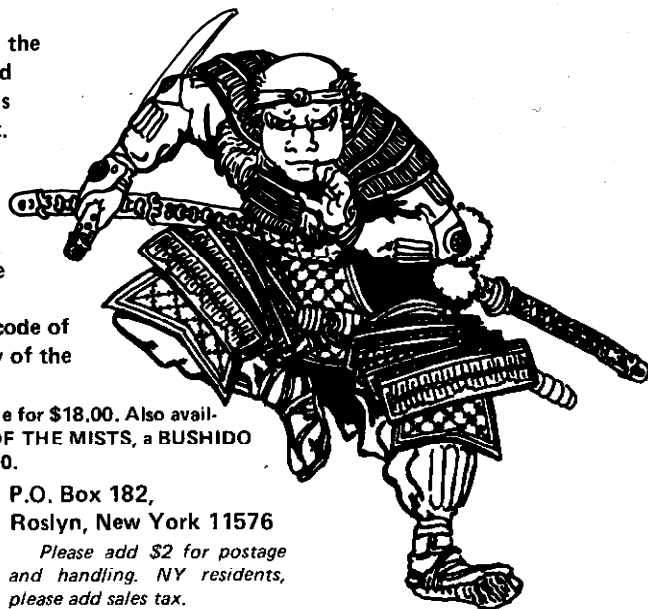 the
d
s
t.
e
code of
y of the
e for $18.00. Also avail-
OF THE MISTS, a BUSHIDO
0.
P.O. Box 182,
Roslyn, New York 11576
Please add $2 for postage
and handling. NY residents,
please add sales tax.